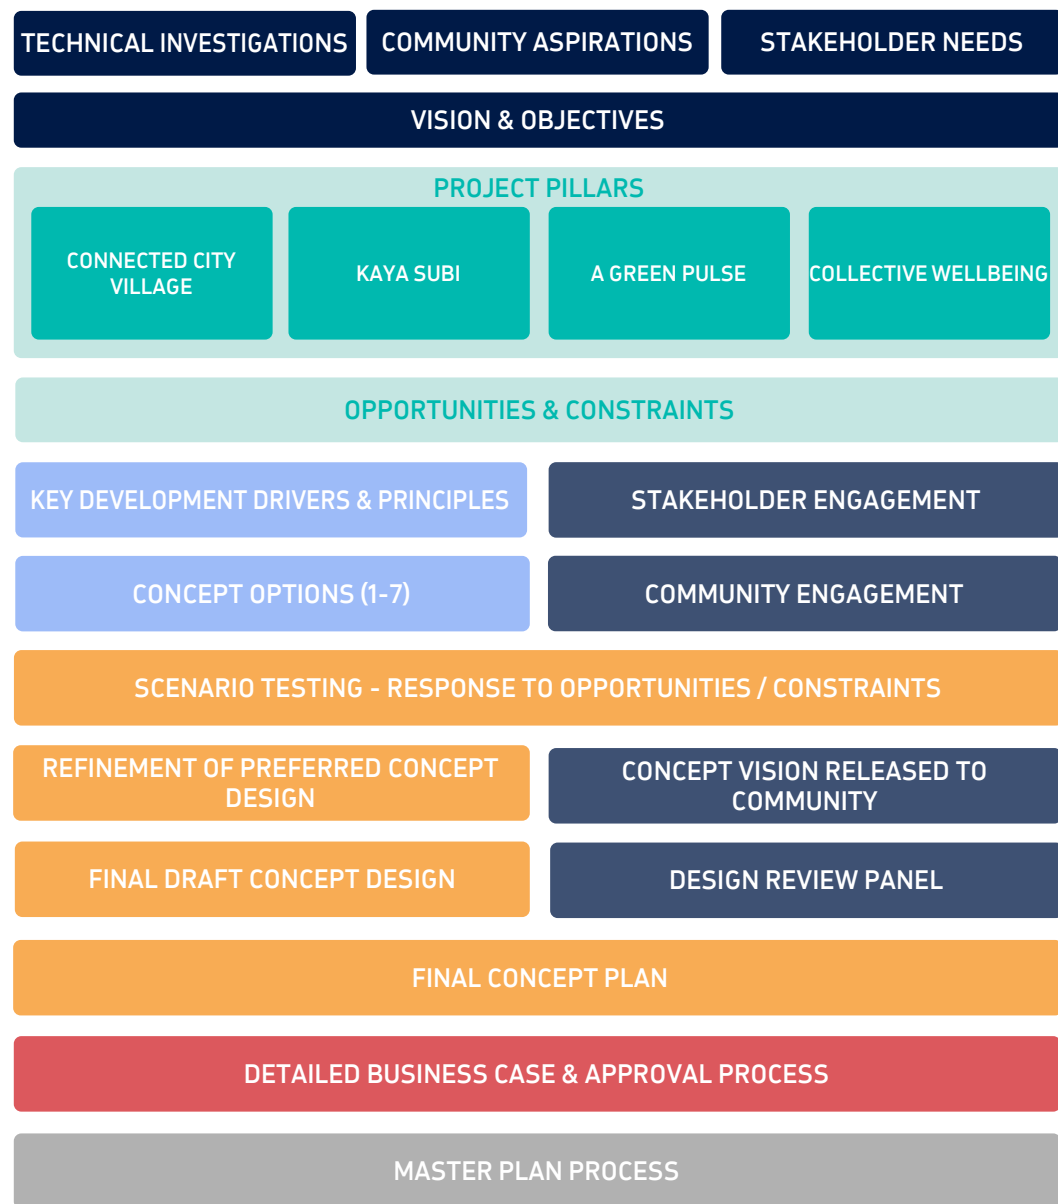 TECHNICAL INVESTIGATIONS
COMMUNITY ASPIRATIONS
STAKEHOLDER NEEDS
VISION & OBJECTIVES
PROJECT PILLARS
CONNECTED CITY
VILLAGE
KAYA SUBI
A GREEN PULSE
COLLECTIVE WELLBEING
OPPORTUNITIES & CONSTRAINTS
KEY DEVELOPMENT DRIVERS & PRINCIPLES
STAKEHOLDER ENGAGEMENT
CONCEPT OPTIONS (1-7)
COMMUNITY ENGAGEMENT
SCENARIO TESTING - RESPONSE TO OPPORTUNITIES / CONSTRAINTS
REFINEMENT OF PREFERRED CONCEPT
DESIGN
CONCEPT VISION RELEASED TO
COMMUNITY
FINAL DRAFT CONCEPT DESIGN
DESIGN REVIEW PANEL
FINAL CONCEPT PLAN
DETAILED BUSINESS CASE & APPROVAL PROCESS
MASTER PLAN PROCESS